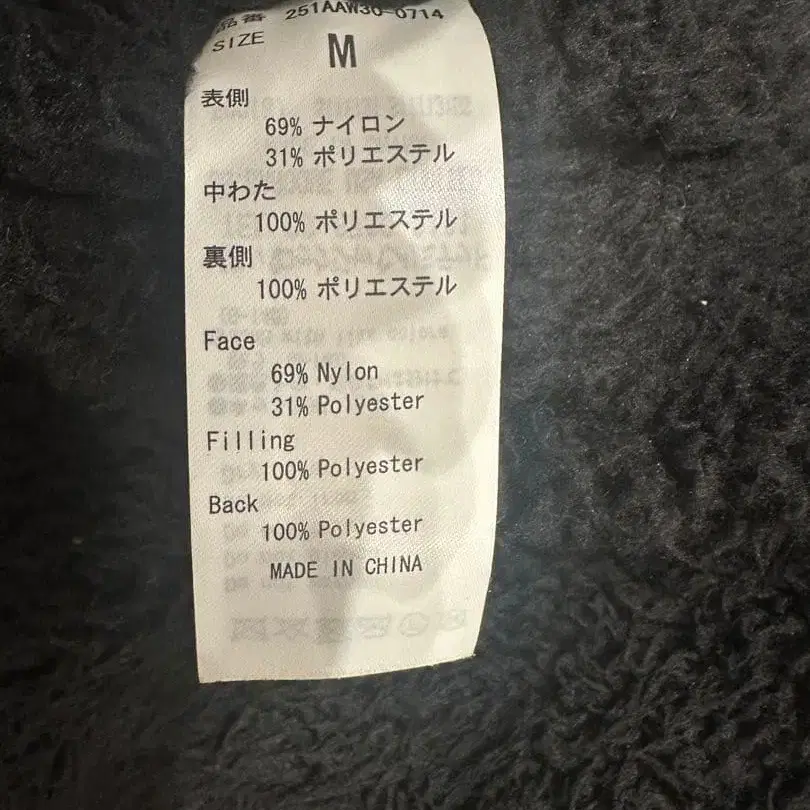 品番 251AAW30-0714
SIZE M
表側
69% ナイロン
31% ポリエステル
中わた
100% ポリエステル
裏側
100% ポリエステル
Face
69% Nylon
31% Polyester
Filling
100% Polyester
Back
100% Polyester
MADE IN CHINA